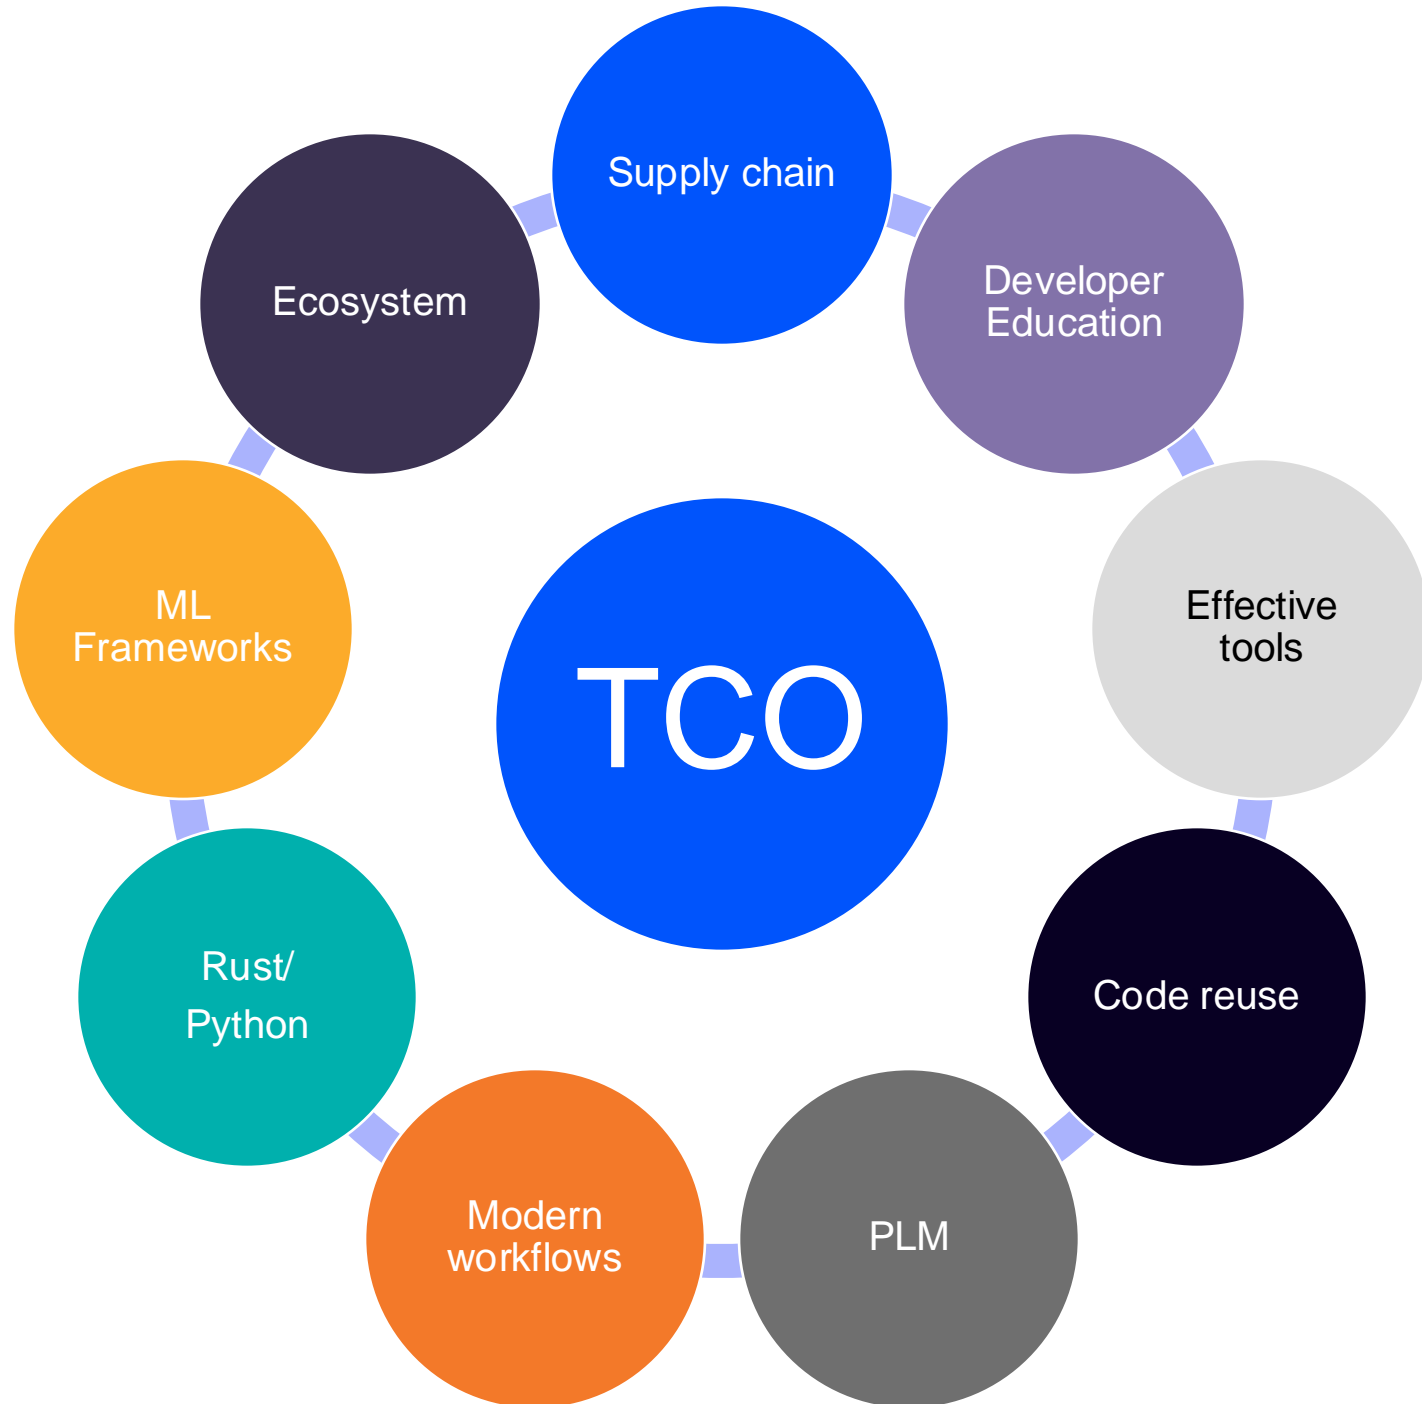 Supply chain
Developer
Education
Effective
tools
Code reuse
PLM
Modern
workflows
Rust/
Python
ML
Frameworks
Ecosystem
TCO